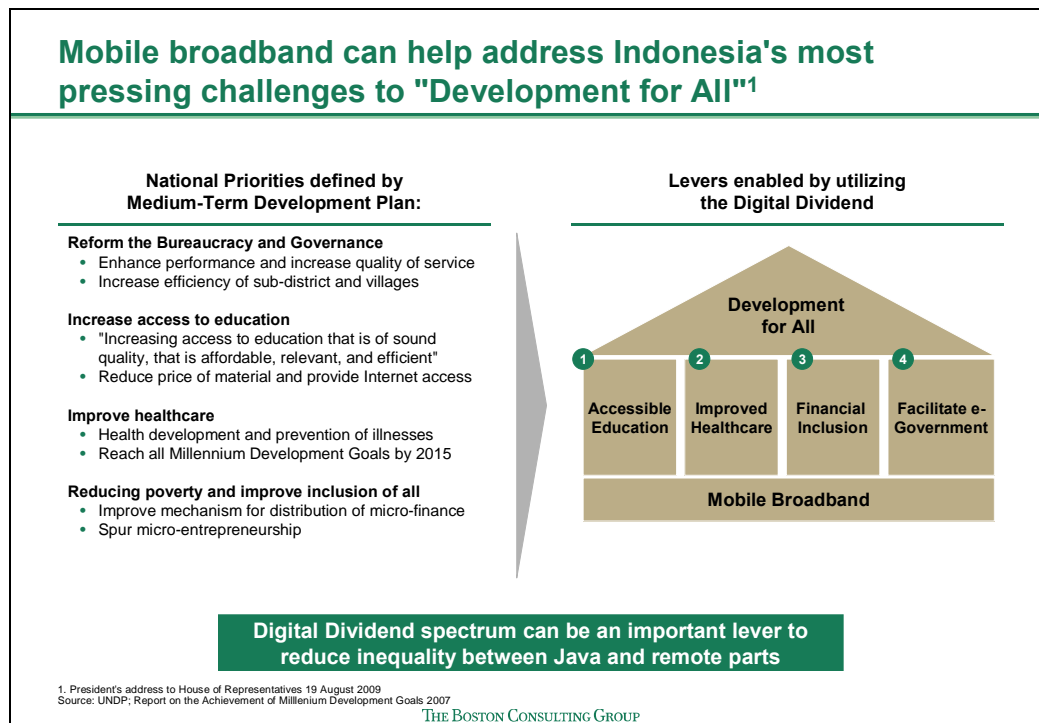 Mobile broadband can help address Indonesia's most
pressing challenges to "Development for All"1
National Priorities defined by
Medium-Term Development Plan:
Reform the Bureaucracy and Governance
• Enhance performance and increase quality of service
• Increase efficiency of sub-district and villages
Increase access to education
• "Increasing access to education that is of sound
quality, that is affordable, relevant, and efficient"
• Reduce price of material and provide Internet access
Improve healthcare
• Health development and prevention of illnesses
• Reach all Millennium Development Goals by 2015
Reducing poverty and improve inclusion of all
• Improve mechanism for distribution of micro-finance
• Spur micro-entrepreneurship
Levers enabled by utilizing
the Digital Dividend
Development
for All
1
Accessible
Education
2
Improved
Healthcare
3
Financial
Inclusion
4
Facilitate e-
Government
Mobile Broadband
Digital Dividend spectrum can be an important lever to
reduce inequality between Java and remote parts
1. President's address to House of Representatives 19 August 2009
Source: UNDP; Report on the Achievement of Milllenium Development Goals 2007
THE BOSTON CONSULTING GROUP